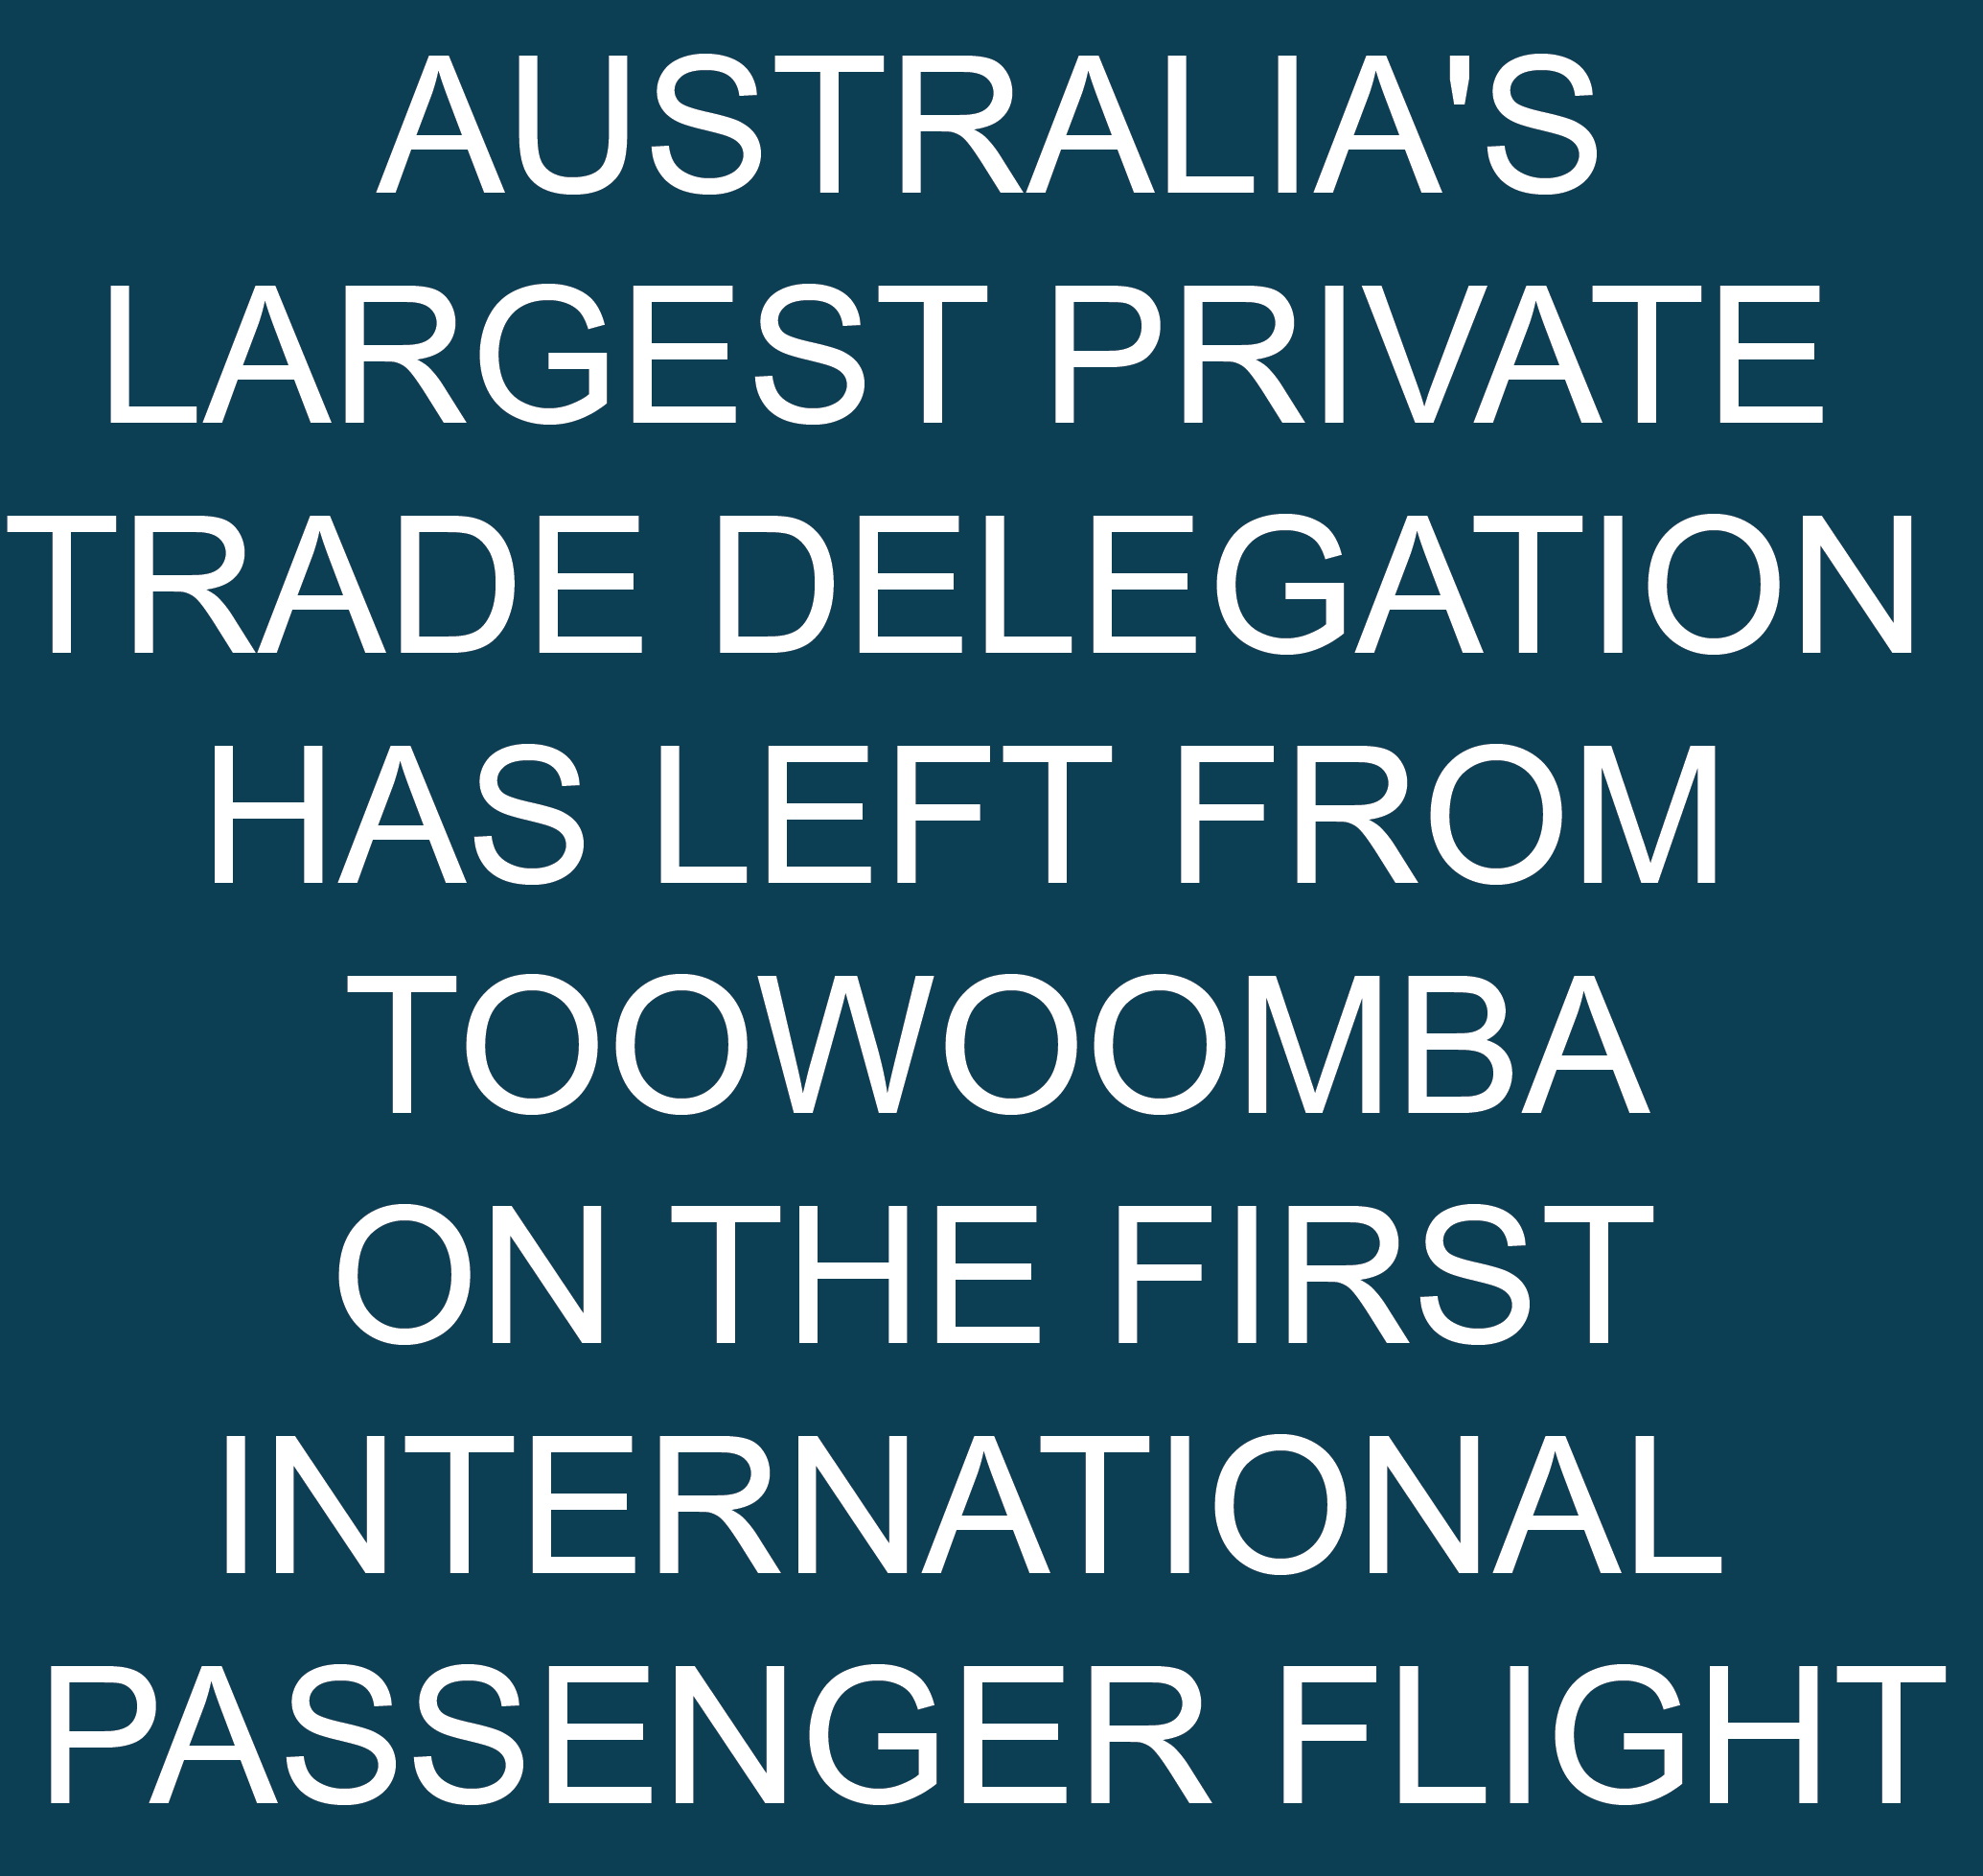 AUSTRALIA'S
LARGEST PRIVATE
TRADE DELEGATION
HAS LEFT FROM
TOOWOOMBA
ON THE FIRST
INTERNATIONAL
PASSENGER FLIGHT